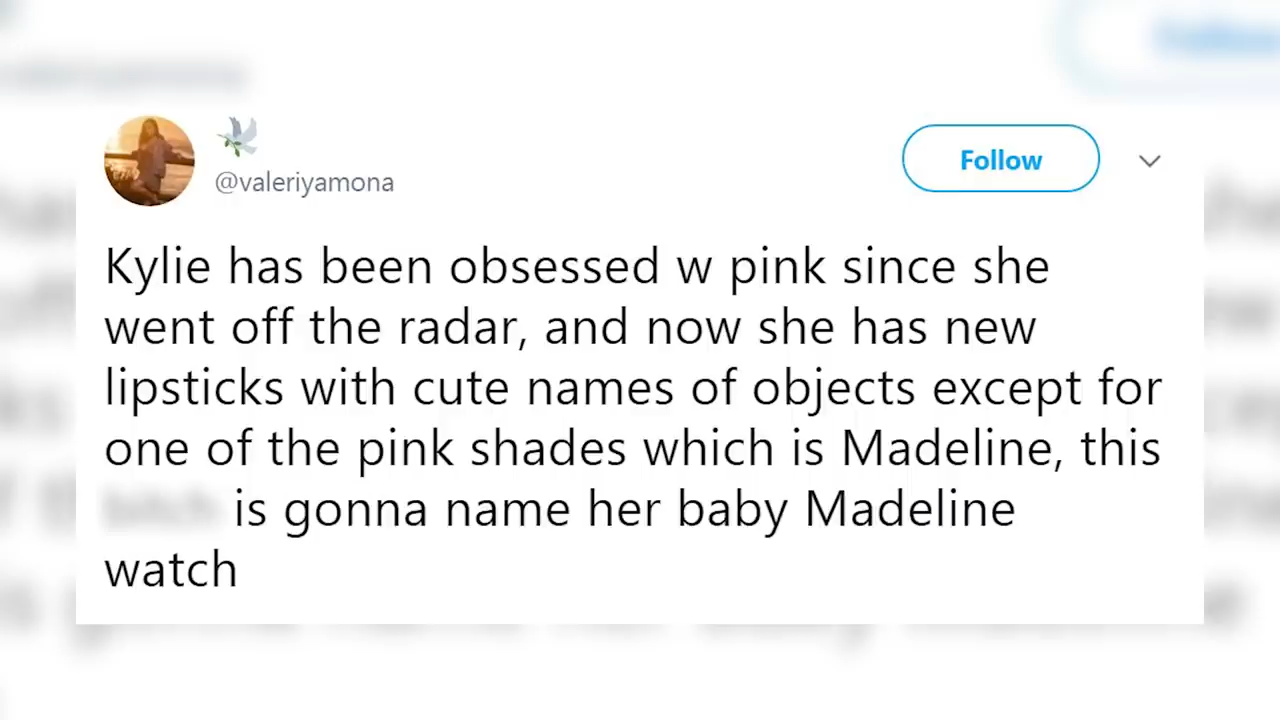 @valeriyamona
Follow
Kylie has been obsessed w pink since she
went off the radar, and now she has new
lipsticks with cute names of objects except for
one of the pink shades which is Madeline, this
is gonna name her baby Madeline
watch